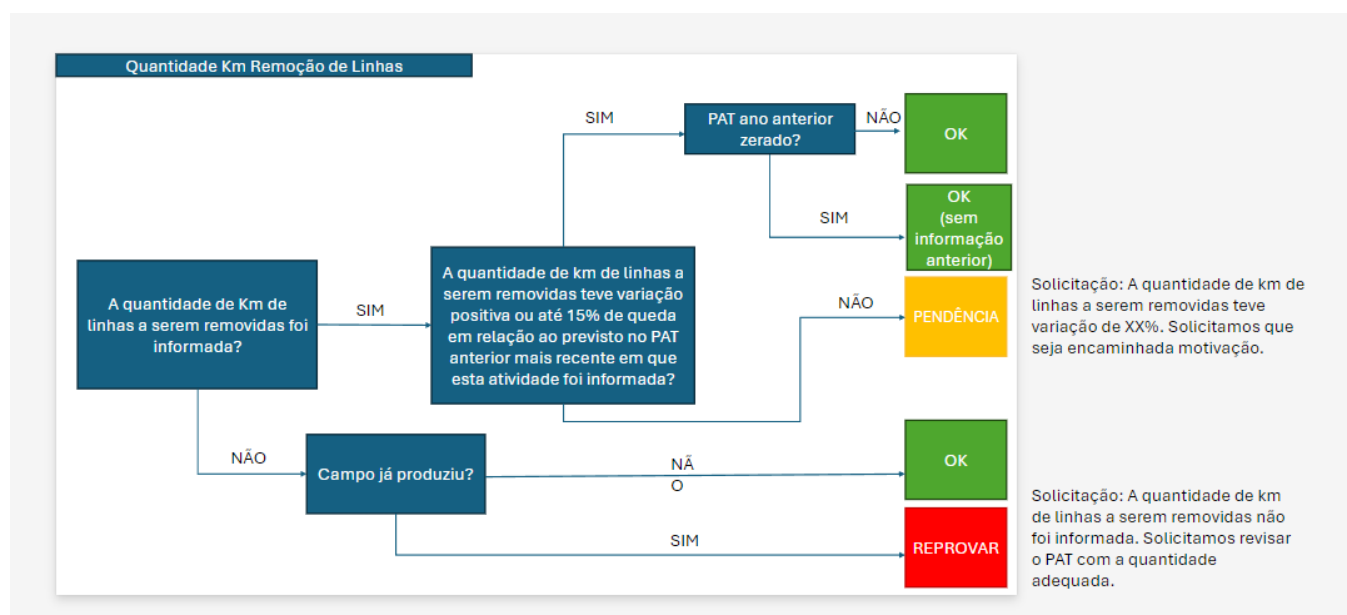 Quantidade Km Remoção de Linhas
SIM
PAT ano anterior
zerado?
NÃO
OK
SIM
OK
(sem
informação
anterior)
A quantidade de Km de
linhas a serem removidas foi
informada?
SIM
A quantidade de km de linhas a
serem removidas teve variação
positiva ou até 15% de queda
em relação ao previsto no PAT
anterior mais recente em que
esta atividade foi informada?
NÃO
PENDÊNCIA
Solicitação: A quantidade de km de
linhas a serem removidas teve
variação de XX%. Solicitamos que
seja encaminhada motivação.
NÃO
Campo já produziu?
NÃ
O
OK
SIM
REPROVAR
Solicitação: A quantidade de km
de linhas a serem removidas não
foi informada. Solicitamos revisar
o PAT com a quantidade
adequada.